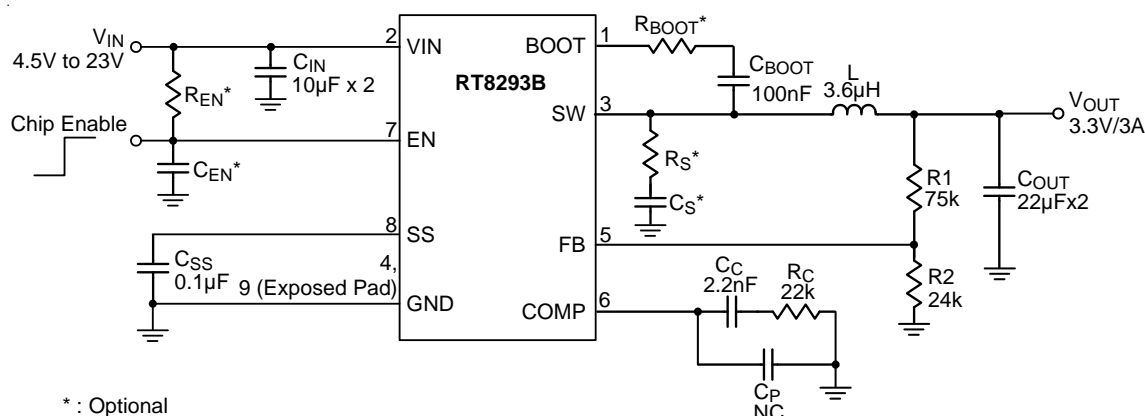 VIN
4.5V to 23V
REN*
Chip Enable
CEN*
CIN
10µF x 2
CSS
0.1µF
2
VIN
7
EN
8
SS
4,
9 (Exposed Pad)
GND
RT8293B
BOOT
1
SW
3
FB
5
COMP
6
RBOOT*
CBOOT
100nF
L
3.6µH
RS*
CS*
VOUT
3.3V/3A
R1
75k
COUT
22µFx2
R2
24k
CC
2.2nF
RC
22k
CP
NC
* : Optional